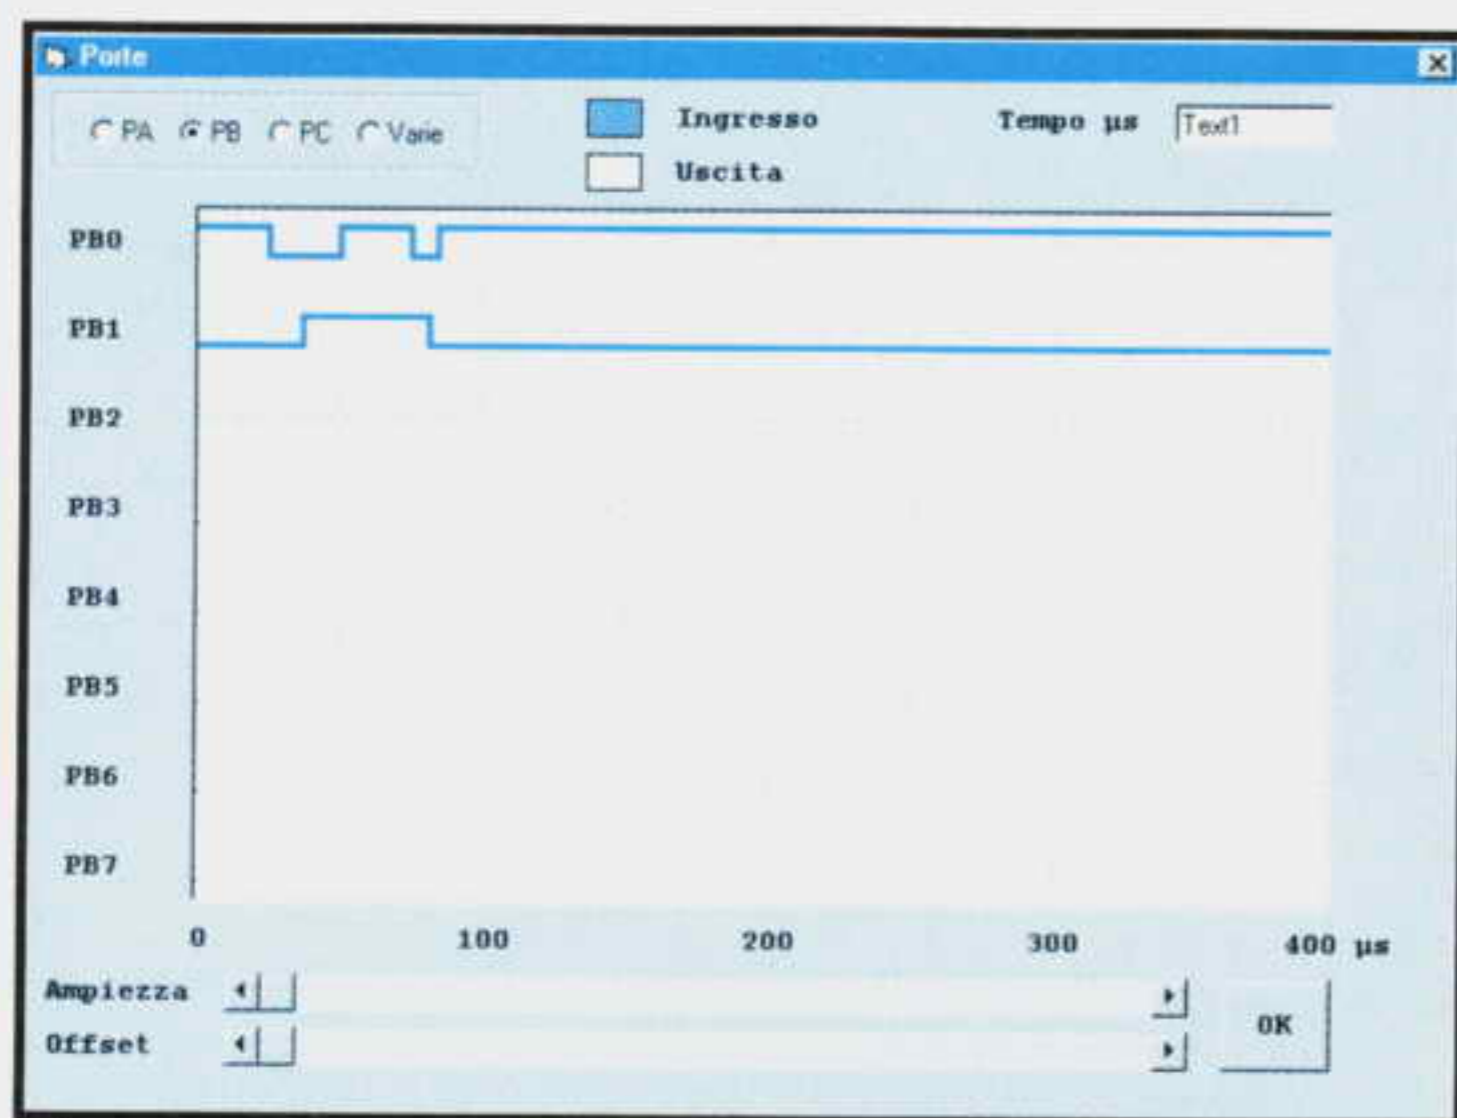 Porte
PA PB PC Varie
Ingresso
Uscita
Tempo µs Text1
PB0
PB1
PB2
PB3
PB4
PB5
PB6
PB7
0 100 200 300 400 µs
Ampiezza
Offset
OK